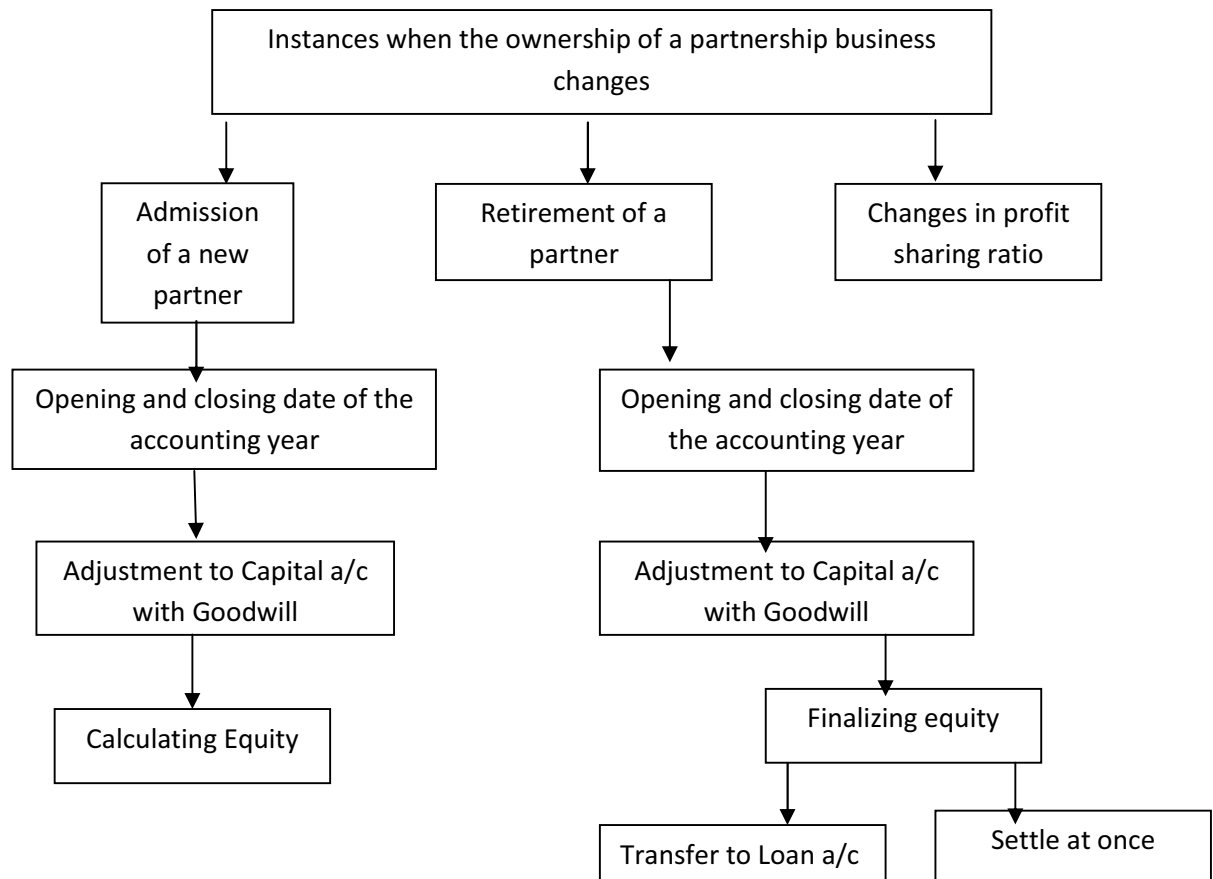 Instances when the ownership of a partnership business
changes
Admission
of a new
partner
Retirement of a
partner
Changes in profit
sharing ratio
Opening and closing date of the
accounting year
Opening and closing date of
the accounting year
Adjustment to Capital a/c
with Goodwill
Adjustment to Capital a/c
with Goodwill
Calculating Equity
Finalizing equity
Transfer to Loan a/c
Settle at once